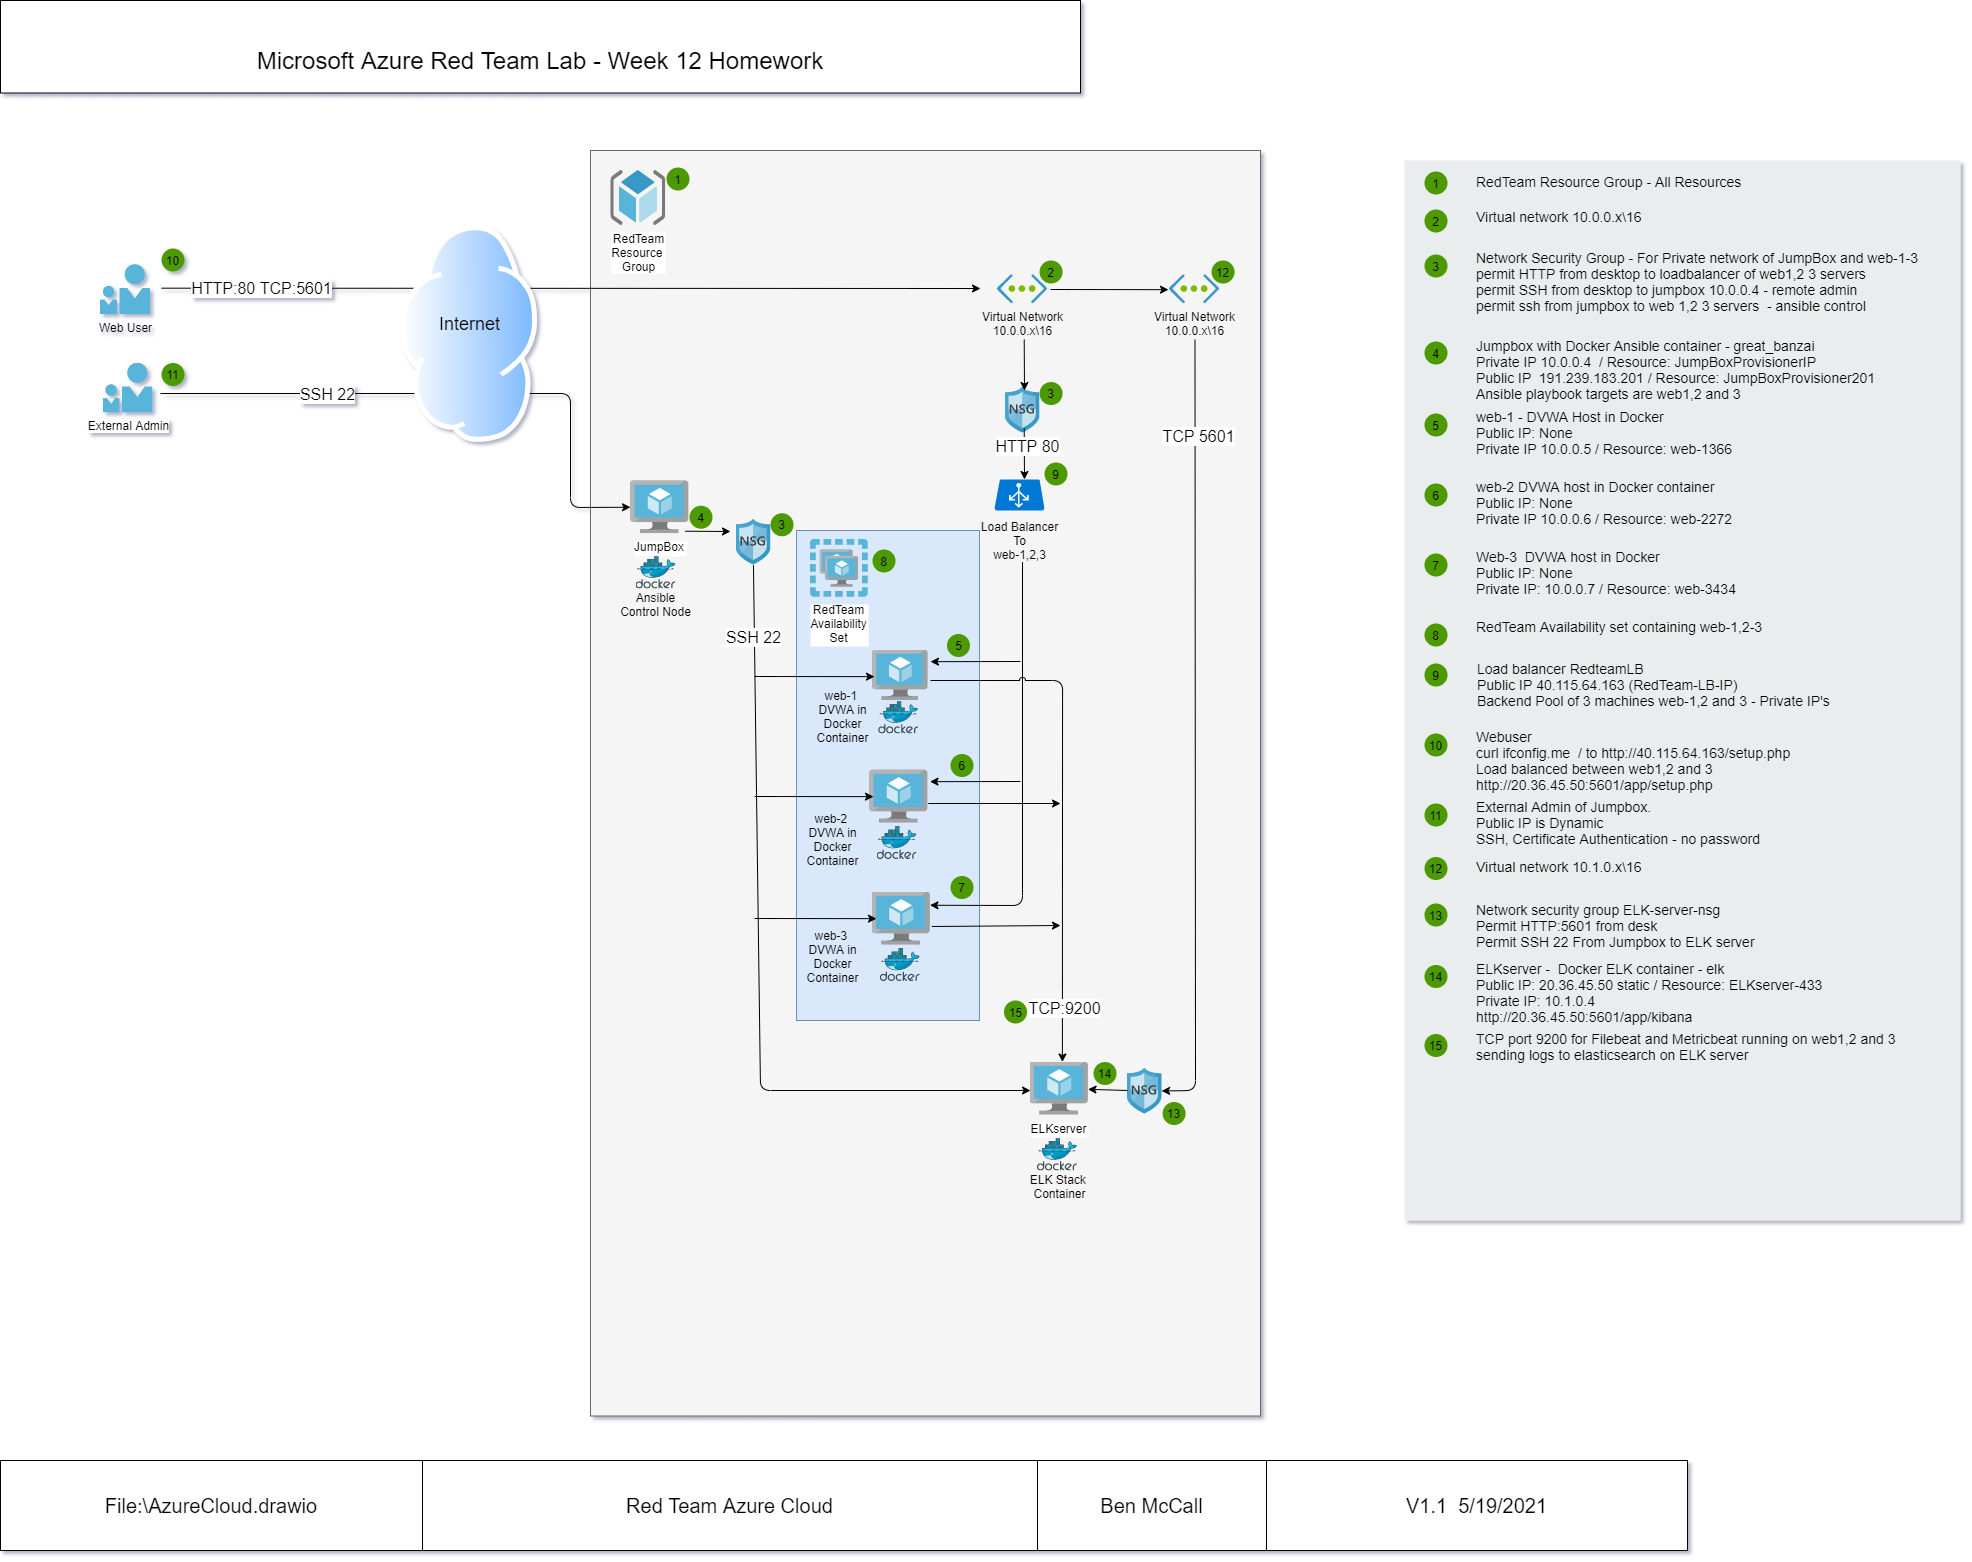 Microsoft Azure Red Team Lab - Week 12 Homework
1
RedTeam
Resource
Group
10
HTTP:80 TCP:5601
Web User
11
SSH 22
External Admin
Internet
2
Virtual Network
10.0.0.x\16
12
Virtual Network
10.0.0.x\16
NSG
3
HTTP 80
TCP 5601
9
Load Balancer
To
web-1,2,3
4
JumpBox
docker
Ansible
Control Node
NSG
3
SSH 22
8
RedTeam
Availability
Set
5
web-1
DVWA in
Docker
Container
docker
6
web-2
DVWA in
Docker
Container
docker
7
web-3
DVWA in
Docker
Container
docker
15
TCP:9200
14
NSG
13
ELKserver
docker
ELK Stack
Container
1 RedTeam Resource Group - All Resources
2 Virtual network 10.0.0.x\16
3 Network Security Group - For Private network of JumpBox and web-1-3
permit HTTP from desktop to loadbalancer of web1,2 3 servers
permit SSH from desktop to jumpbox 10.0.0.4 - remote admin
permit ssh from jumpbox to web 1,2 3 servers  - ansible control
4 Jumpbox with Docker Ansible container - great_banzai
Private IP 10.0.0.4  / Resource: JumpBoxProvisionerIP
Public IP  191.239.183.201 / Resource: JumpBoxProvisioner201
Ansible playbook targets are web1,2 and 3
5 web-1 - DVWA Host in Docker
Public IP: None
Private IP 10.0.0.5 / Resource: web-1366
6 web-2 DVWA host in Docker container
Public IP: None
Private IP 10.0.0.6 / Resource: web-2272
7 Web-3  DVWA host in Docker
Public IP: None
Private IP: 10.0.0.7 / Resource: web-3434
8 RedTeam Availability set containing web-1,2-3
9 Load balancer RedteamLB
Public IP 40.115.64.163 (RedTeam-LB-IP)
Backend Pool of 3 machines web-1,2 and 3 - Private IP's
10 Webuser
curl ifconfig.me  / to http://40.115.64.163/setup.php
Load balanced between web1,2 and 3
http://20.36.45.50:5601/app/setup.php
11 External Admin of Jumpbox.
Public IP is Dynamic
SSH, Certificate Authentication - no password
12 Virtual network 10.1.0.x\16
13 Network security group ELK-server-nsg
Permit HTTP:5601 from desk
Permit SSH 22 From Jumpbox to ELK server
14 ELKserver -  Docker ELK container - elk
Public IP: 20.36.45.50 static / Resource: ELKserver-433
Private IP: 10.1.0.4
http://20.36.45.50:5601/app/kibana
15 TCP port 9200 for Filebeat and Metricbeat running on web1,2 and 3
sending logs to elasticsearch on ELK server
File:\AzureCloud.drawio
Red Team Azure Cloud
Ben McCall
V1.1  5/19/2021